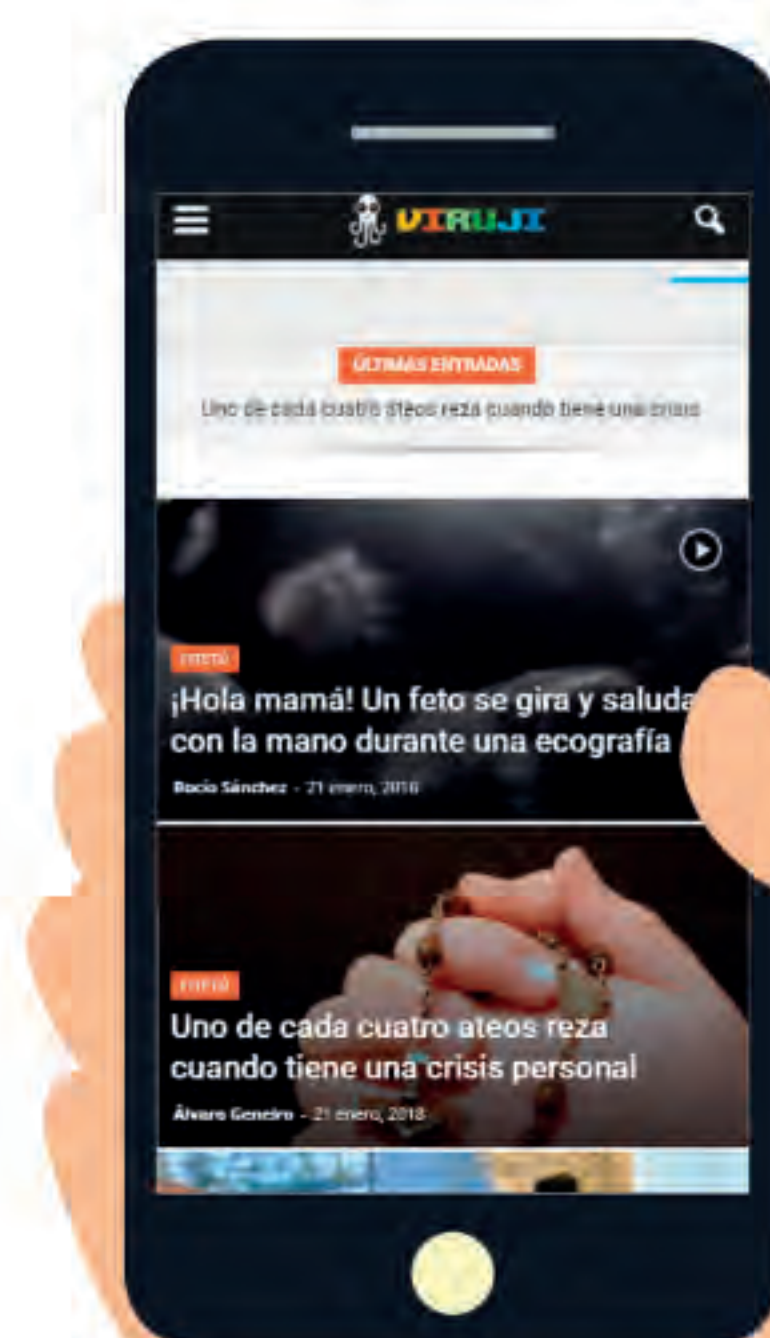 VIRUJI
ÚLTIMAS ENTRADAS
Uno de cada cuatro ateos reza cuando tiene una crisis
¡Hola mamá! Un feto se gira y saluda
con la mano durante una ecografía
Rocío Sánchez - 21 enero, 2018
Uno de cada cuatro ateos reza
cuando tiene una crisis personal
Álvaro Geneiro - 21 enero, 2018